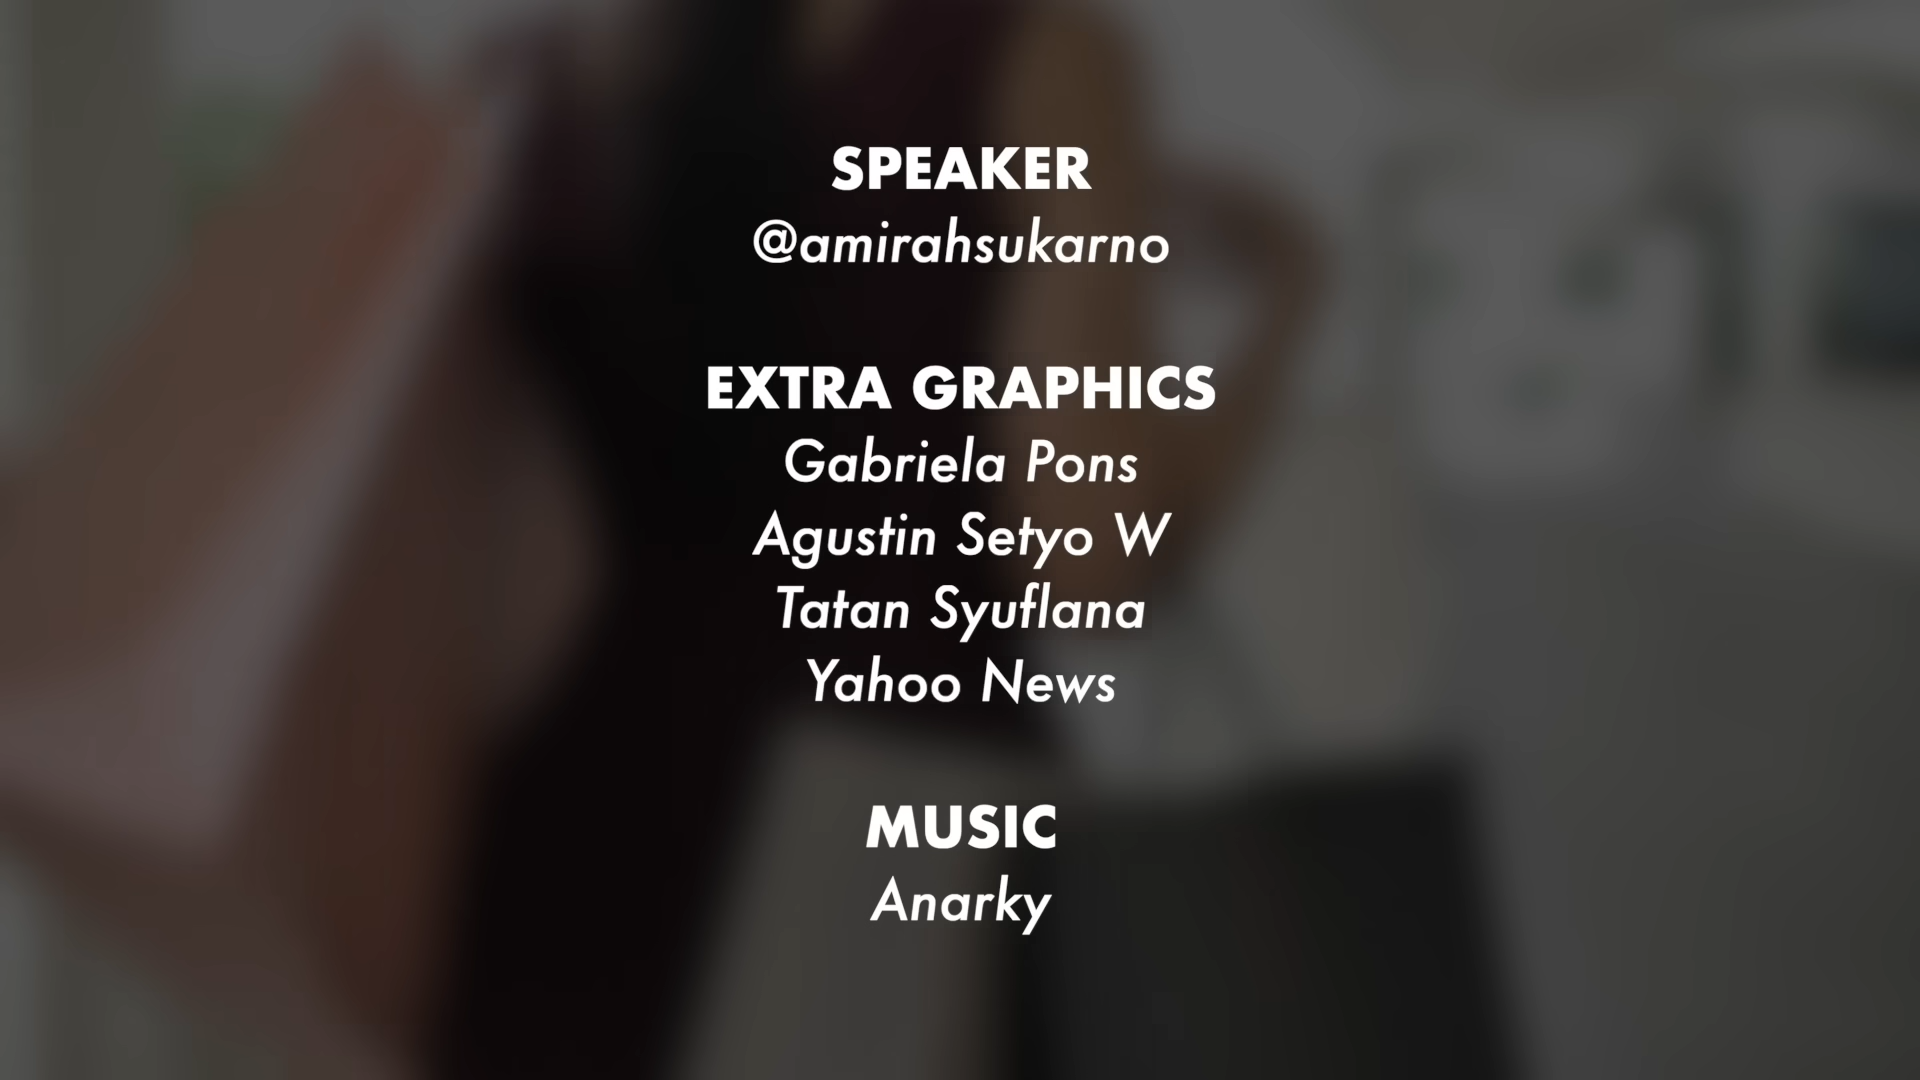 SPEAKER
@amirahsukarno
EXTRA GRAPHICS
Gabriela Pons
Agustin Setyo W
Tatan Syuflana
Yahoo News
MUSIC
Anarky